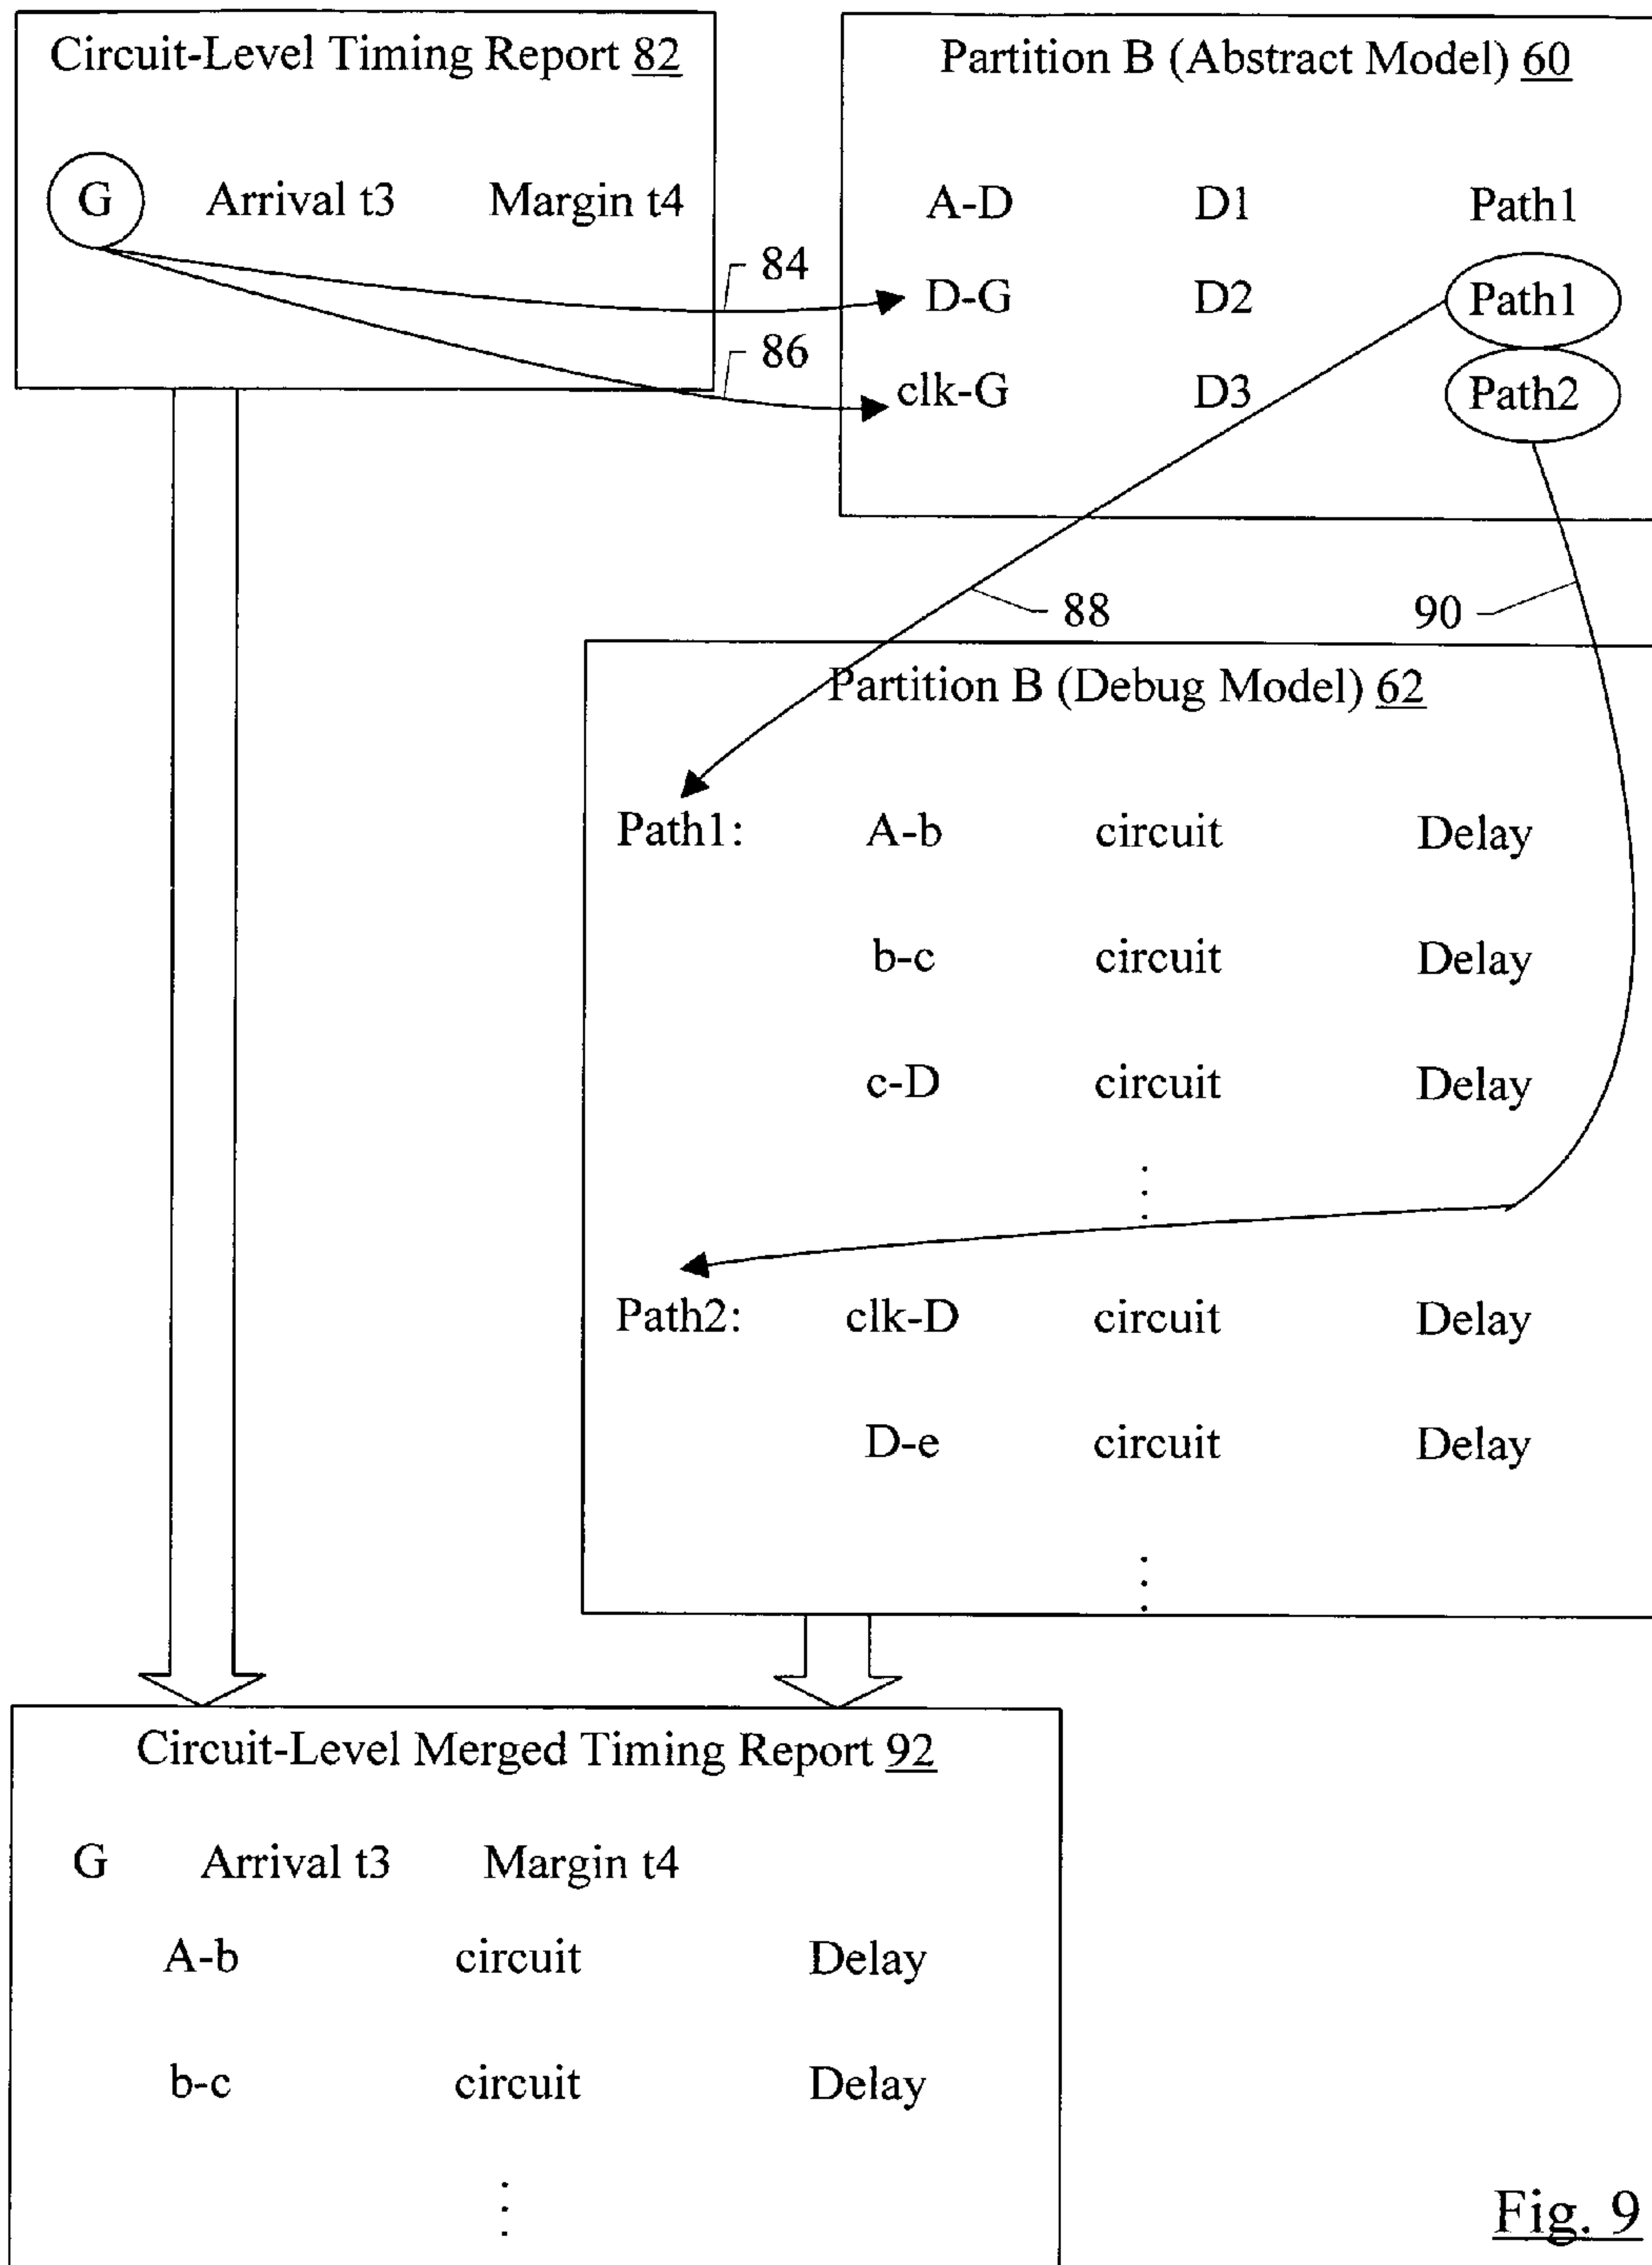 Circuit-Level Timing Report 82
G Arrival t3 Margin t4
Partition B (Abstract Model) 60
A-D D1 Path1
84
D-G D2 Path1
86
clk-G D3 Path2
88
90
Partition B (Debug Model) 62
Path1: A-b circuit Delay
b-c circuit Delay
c-D circuit Delay
Path2: clk-D circuit Delay
D-e circuit Delay
Circuit-Level Merged Timing Report 92
G Arrival t3 Margin t4
A-b circuit Delay
b-c circuit Delay
Fig. 9